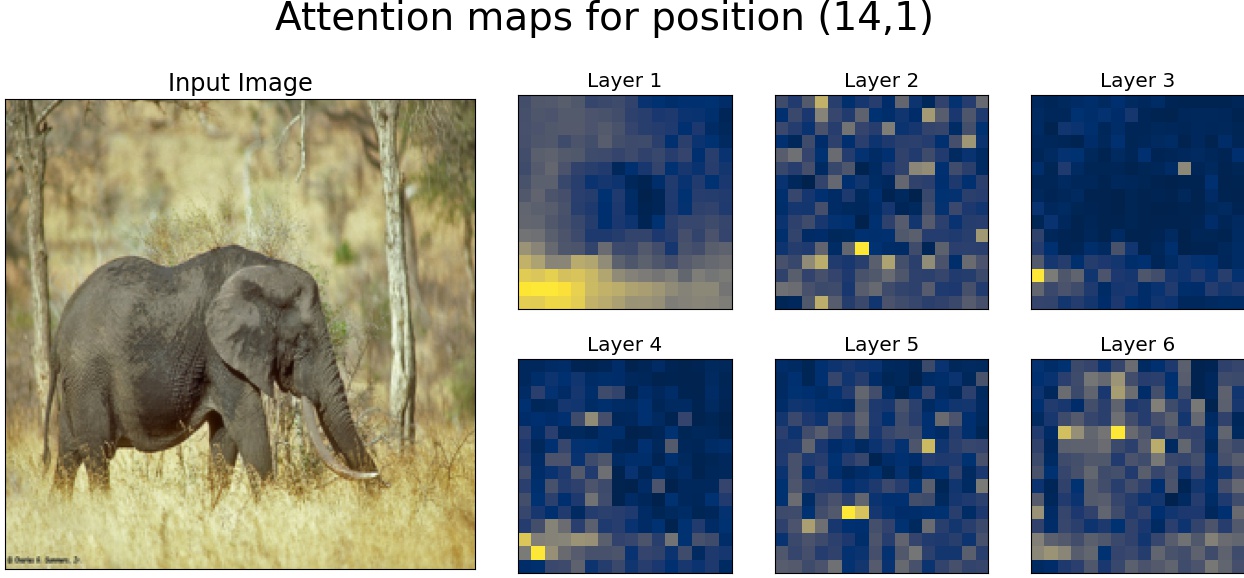 Attention maps for position (14,1)
Input Image
Layer 1
Layer 2
Layer 3
Layer 4
Layer 5
Layer 6
© Charles G. Summers, Jr.